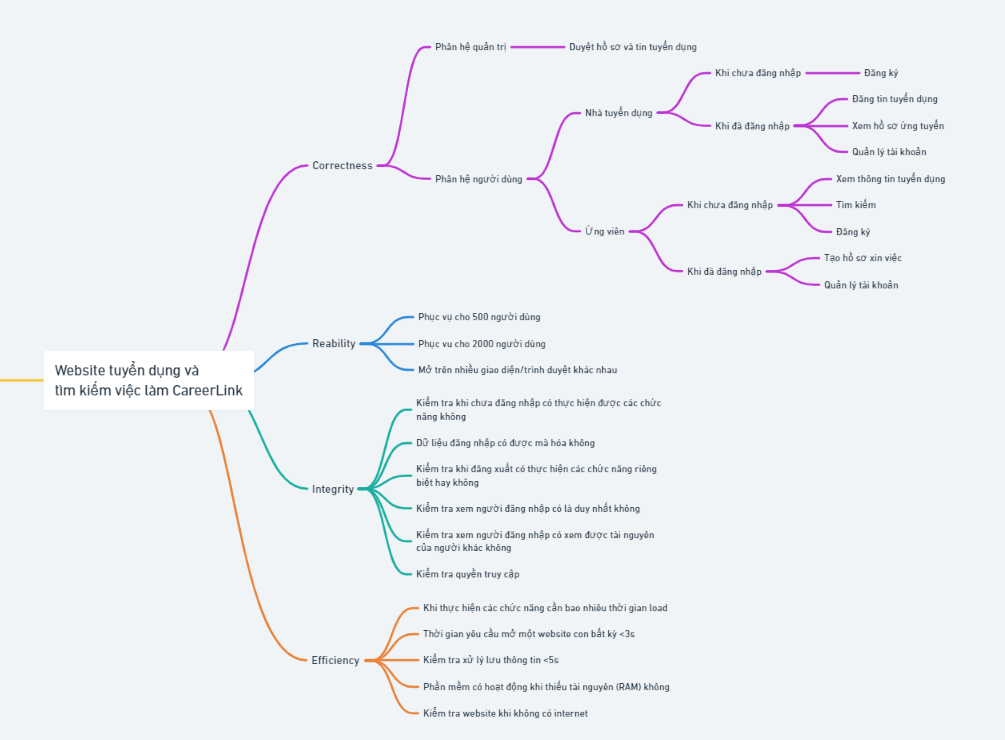 Website tuyển dụng và
tìm kiếm việc làm CareerLink
Correctness
Phân hệ quản trị
Duyệt hồ sơ và tin tuyển dụng
Phân hệ người dùng
Nhà tuyển dụng
Khi chưa đăng nhập
Đăng ký
Khi đã đăng nhập
Đăng tin tuyển dụng
Xem hồ sơ ứng tuyển
Quản lý tài khoản
Ứng viên
Khi chưa đăng nhập
Xem thông tin tuyển dụng
Tìm kiếm
Đăng ký
Khi đã đăng nhập
Tạo hồ sơ xin việc
Quản lý tài khoản
Reability
Phục vụ cho 500 người dùng
Phục vu cho 2000 người dùng
Mở trên nhiều giao diện/trình duyệt khác nhau
Integrity
Kiểm tra khi chưa đăng nhập có thực hiện được các chức
năng không
Dữ liệu đăng nhập có được mã hóa không
Kiểm tra khi đăng xuất có thực hiện các chức năng riêng
biệt hay không
Kiểm tra xem người đăng nhập có là duy nhất không
Kiểm tra xem người đăng nhập có xem được tài nguyên
của người khác không
Kiểm tra quyền truy cập
Efficiency
Khi thực hiện các chức năng cần bao nhiêu thời gian load
Thời gian yêu cầu mở một website con bất kỳ <3s
Kiểm tra xử lý lưu thông tin <5s
Phần mềm có hoạt động khi thiếu tài nguyên (RAM) không
Kiểm tra website khi không có internet